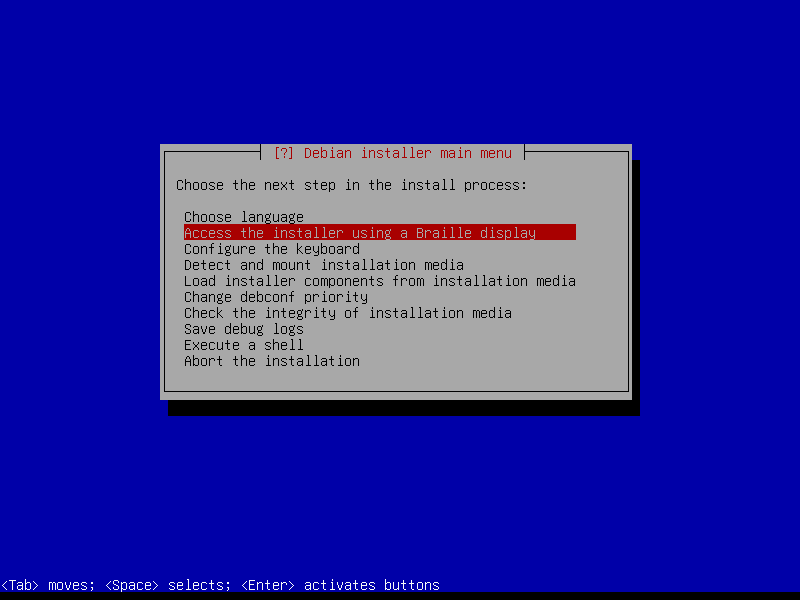 [?] Debian installer main menu
Choose the next step in the install process:
Choose language
Access the installer using a Braille display
Configure the keyboard
Detect and mount installation media
Load installer components from installation media
Change debconf priority
Check the integrity of installation media
Save debug logs
Execute a shell
Abort the installation
<Tab> moves; <Space> selects; <Enter> activates buttons